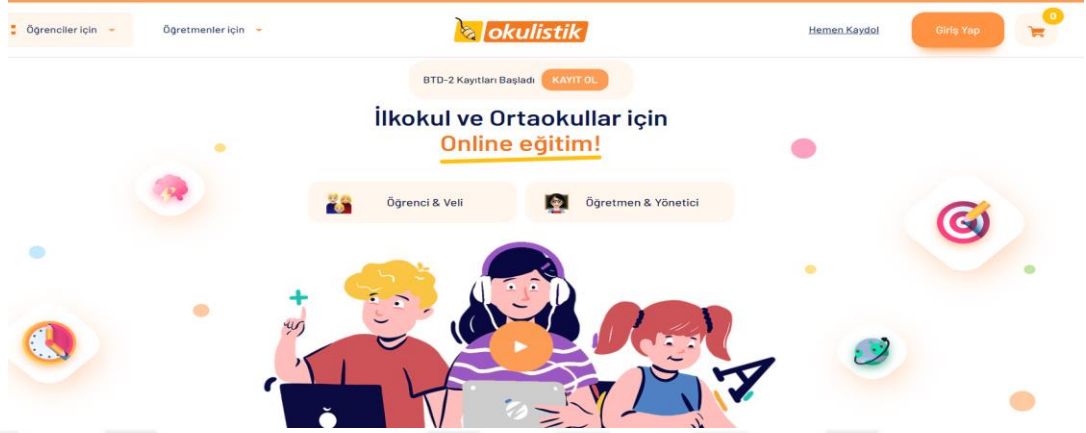 Öğrenciler için
Öğretmenler için
okulistik
Hemen Kaydol
Giriş Yap
0
BTD-2 Kayıtları Başladı KAYIT OL
İlkokul ve Ortaokullar için
Online eğitim!
Öğrenci & Veli
Öğretmen & Yönetici
A